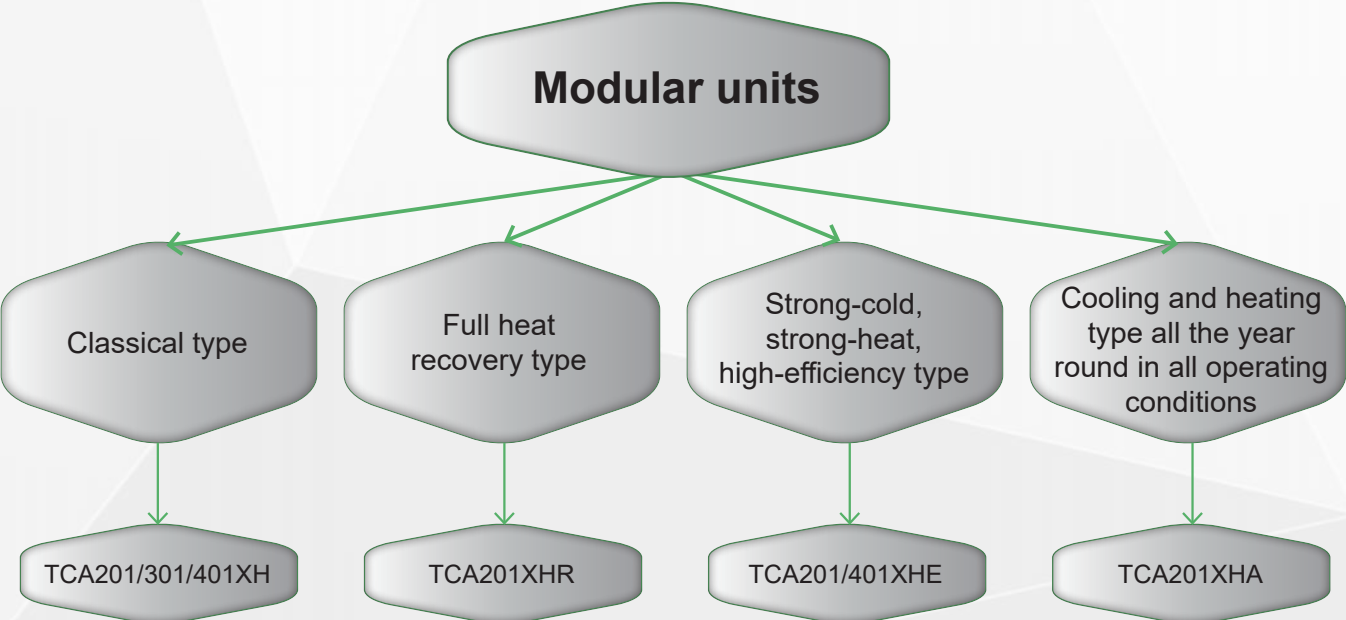 Modular units
Classical type
Full heat
recovery type
Strong-cold,
strong-heat,
high-efficiency type
Cooling and heating
type all the year
round in all operating
conditions
TCA201/301/401XH
TCA201XHR
TCA201/401XHE
TCA201XHA